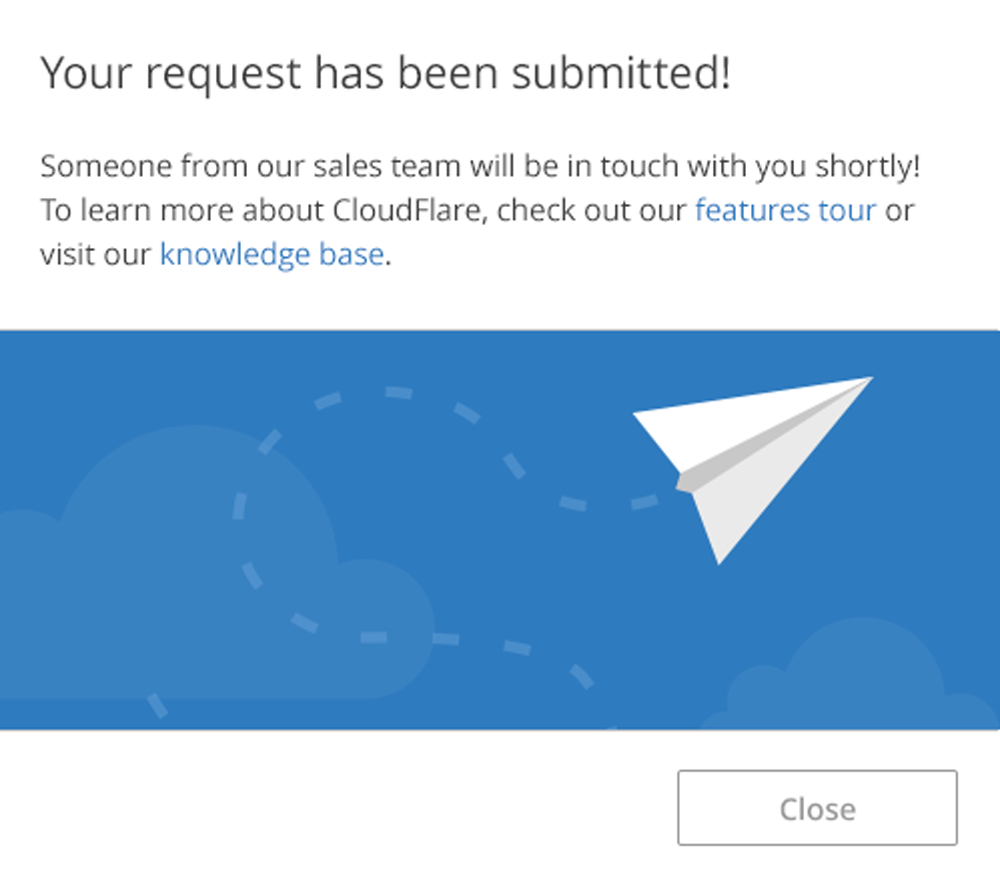 Your request has been submitted!
Someone from our sales team will be in touch with you shortly!
To learn more about CloudFlare, check out our features tour or
visit our knowledge base.
Close